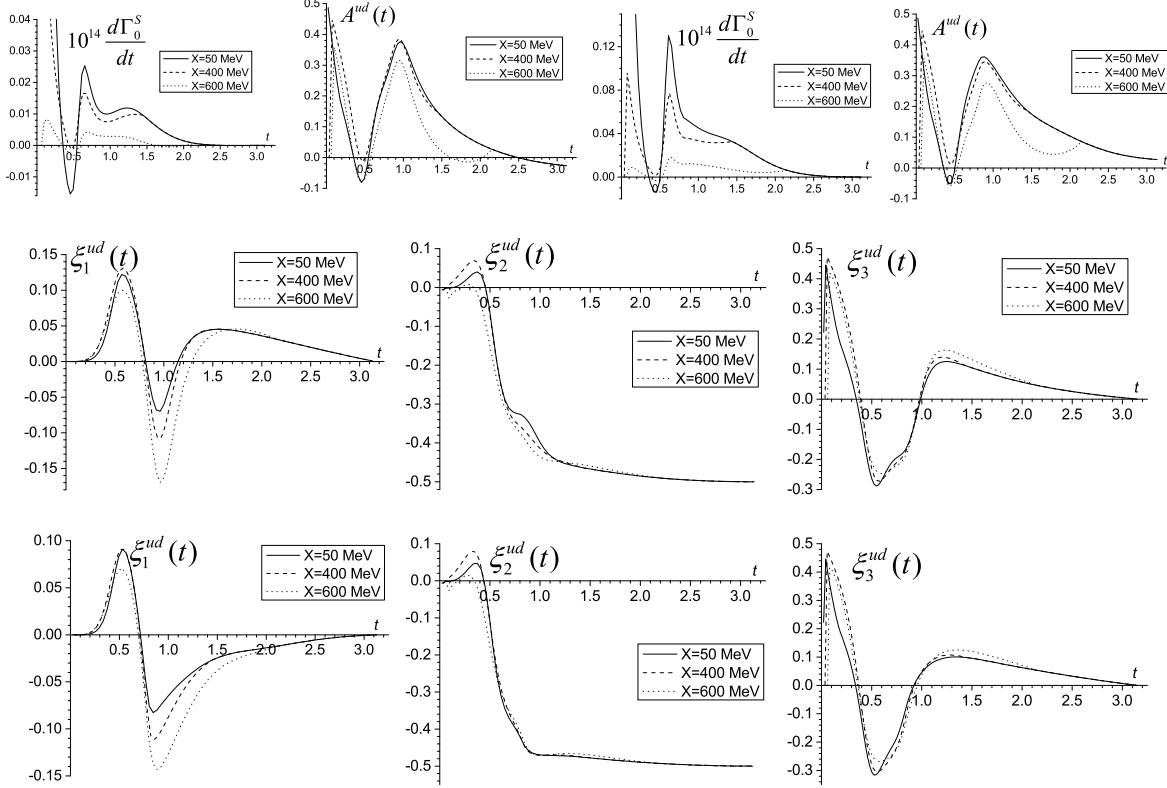 10^14 dΓ_0^S/dt
X=50 MeV
X=400 MeV
X=600 MeV
t
0.04
0.03
0.02
0.01
0.00
-0.01
0.5 1.0 1.5 2.0 2.5 3.0
A^ud (t)
X=50 MeV
X=400 MeV
X=600 MeV
t
0.5
0.4
0.3
0.2
0.1
0.0
-0.1
0.5 1.0 1.5 2.0 2.5 3.0
10^14 dΓ_0^S/dt
X=50 MeV
X=400 MeV
X=600 MeV
t
0.12
0.08
0.04
0.00
0.5 1.0 1.5 2.0 2.5 3.0
A^ud (t)
X=50 MeV
X=400 MeV
X=600 MeV
t
0.5
0.4
0.3
0.2
0.1
0.0
-0.1
0.5 1.0 1.5 2.0 2.5 3.0
ξ_1^ud (t)
X=50 MeV
X=400 MeV
X=600 MeV
t
0.15
0.10
0.05
0.00
-0.05
-0.10
-0.15
0.5 1.0 1.5 2.0 2.5 3.0
ξ_2^ud (t)
t
X=50 MeV
X=400 MeV
X=600 MeV
0.1
0.0
-0.1
-0.2
-0.3
-0.4
-0.5
0.5 1.0 1.5 2.0 2.5 3.0
ξ_3^ud (t)
X=50 MeV
X=400 MeV
X=600 MeV
t
0.5
0.4
0.3
0.2
0.1
0.0
-0.1
-0.2
-0.3
0.5 1.0 1.5 2.0 2.5 3.0
ξ_1^ud (t)
X=50 MeV
X=400 MeV
X=600 MeV
t
0.10
0.05
0.00
-0.05
-0.10
-0.15
0.5 1.0 1.5 2.0 2.5 3.0
ξ_2^ud (t)
t
X=50 MeV
X=400 MeV
X=600 MeV
0.1
0.0
-0.1
-0.2
-0.3
-0.4
-0.5
0.5 1.0 1.5 2.0 2.5 3.0
ξ_3^ud (t)
X=50 MeV
X=400 MeV
X=600 MeV
t
0.5
0.4
0.3
0.2
0.1
0.0
-0.1
-0.2
-0.3
0.5 1.0 1.5 2.0 2.5 3.0